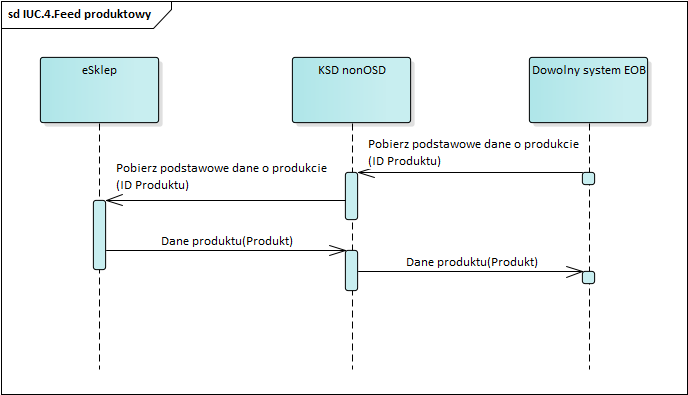 sd IUC.4.Feed produktowy
eSklep
KSD nonOSD
Dowolny system EOB
Pobierz podstawowe dane o produkcie
(ID Produktu)
Pobierz podstawowe dane o produkcie
(ID Produktu)
Dane produktu(Produkt)
Dane produktu(Produkt)